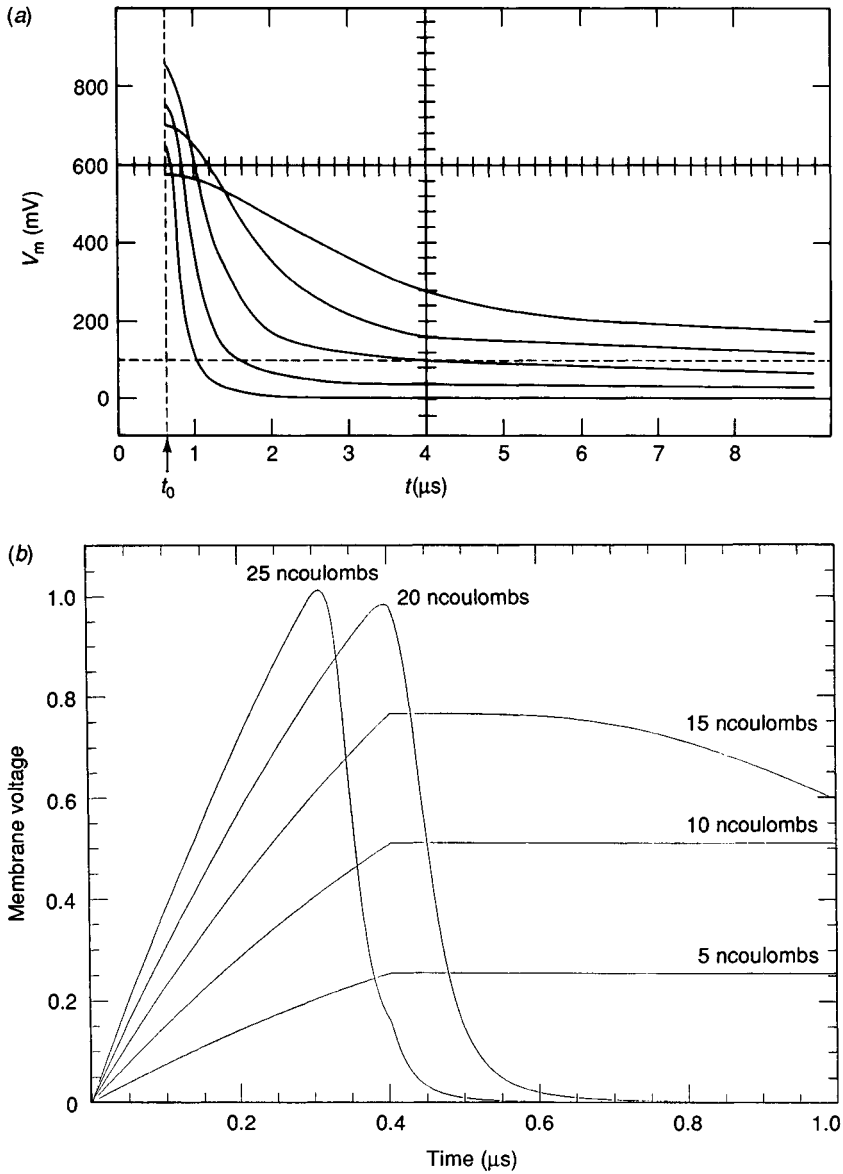 (a)
800
600
400
200
0
V_m (mV)
0 1 2 3 4 5 6 7 8
t_0
t(μs)
(b)
25 ncoulombs
20 ncoulombs
15 ncoulombs
10 ncoulombs
5 ncoulombs
1.0
0.8
0.6
0.4
0.2
0
Membrane voltage
0.2 0.4 0.6 0.8 1.0
Time (μs)